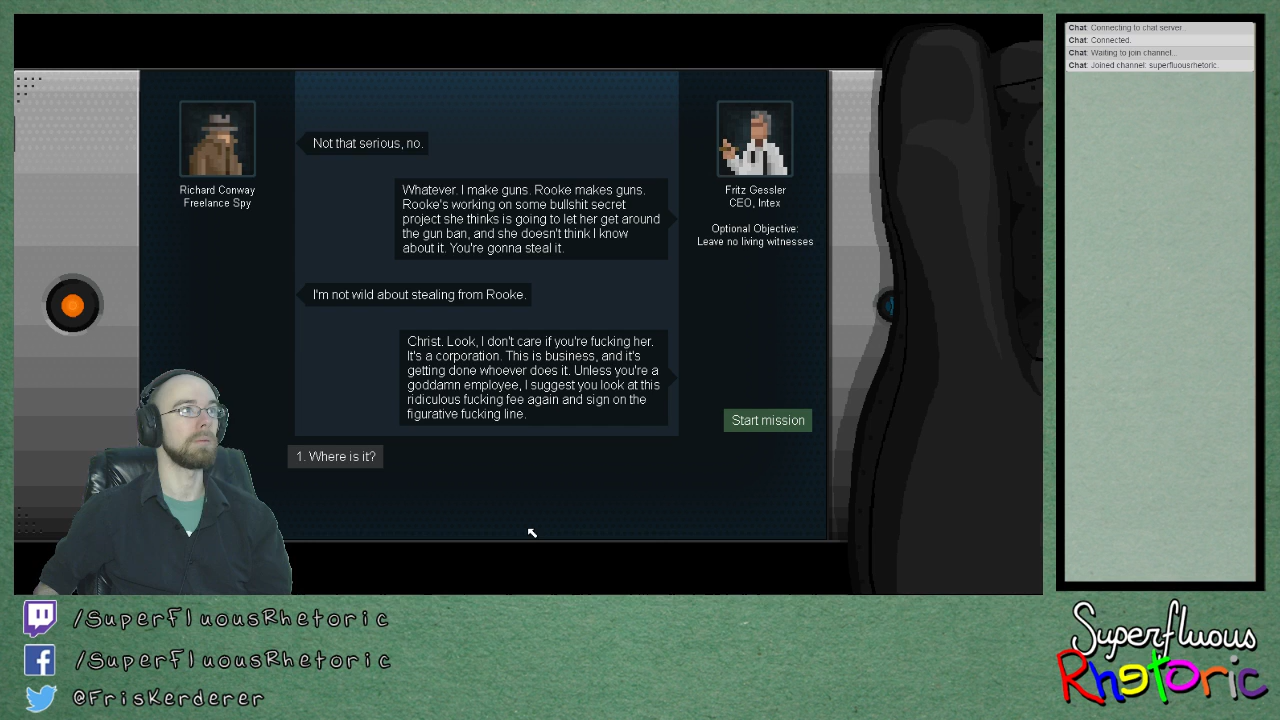 Richard Conway
Freelance Spy
Not that serious, no.
Whatever. I make guns. Rooke makes guns.
Rooke's working on some bullshit secret
project she thinks is going to let her get around
the gun ban, and she doesn't think I know
about it. You're gonna steal it.
I'm not wild about stealing from Rooke.
Christ. Look, I don't care if you're fucking her.
It's a corporation. This is business, and it's
getting done whoever does it. Unless you're a
goddamn employee, I suggest you look at this
ridiculous fucking fee again and sign on the
figurative fucking line.
1. Where is it?
Fritz Gessler
CEO, Intex
Optional Objective:
Leave no living witnesses
Start mission
Chat: Connecting to chat server...
Chat: Connected.
Chat: Waiting to join channel...
Chat: Joined channel: superfluousrhetoric.
/SuperFluousRhetoric
/SuperFluousRhetoric
@FrisKerderer
Superfluous
Rhetoric